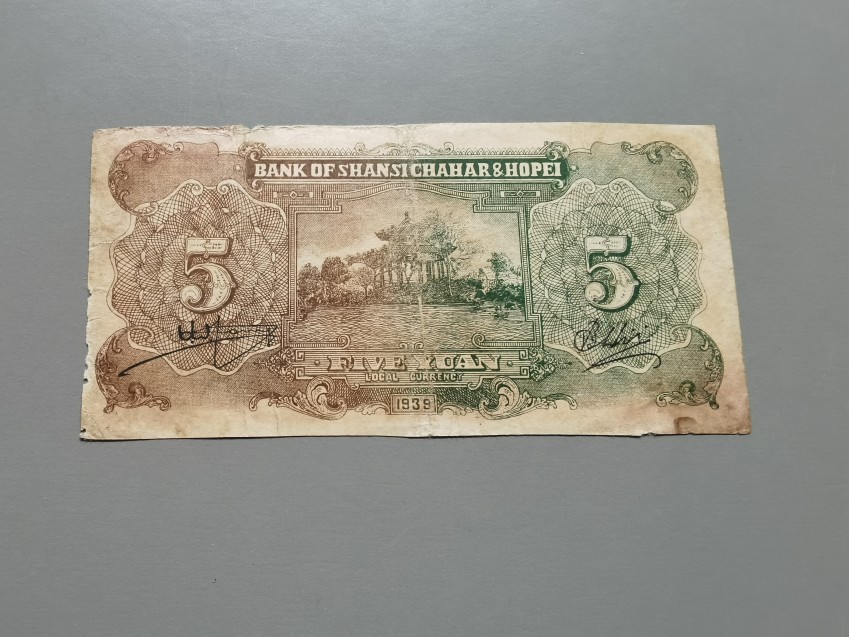 BANK OF SHANSI CHAHAR & HOPEI
5 5
FIVE YUAN
LOCAL CURRENCY
1939